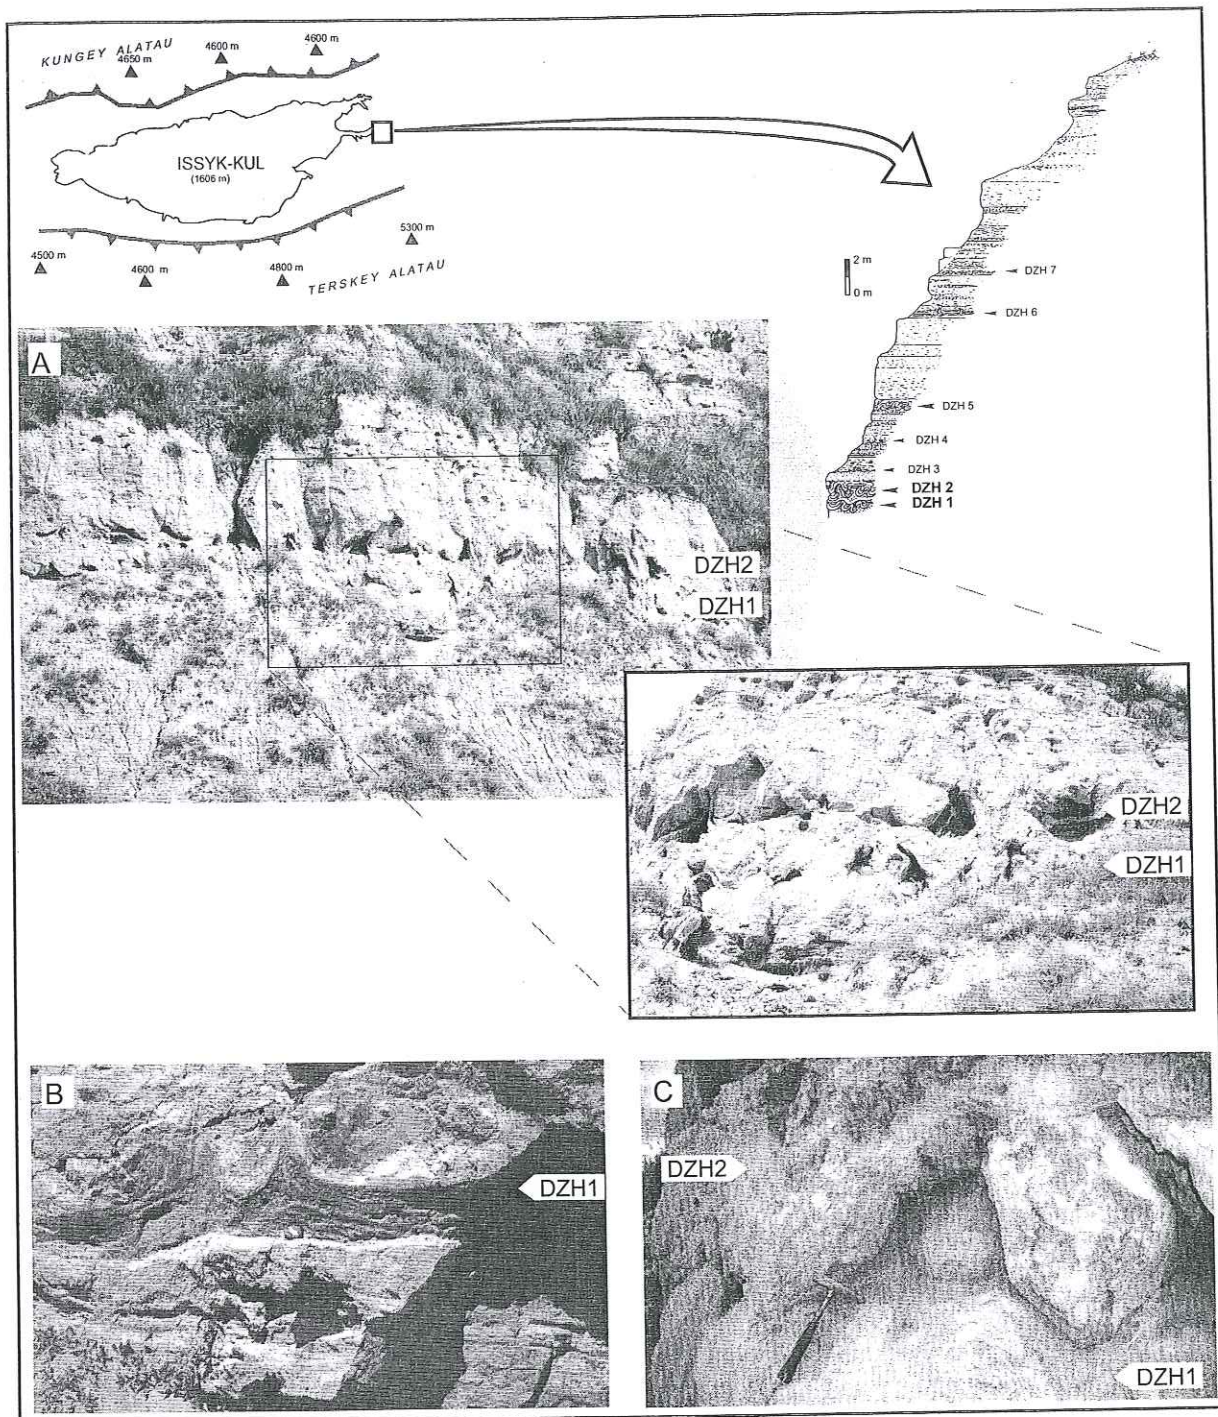 KUNGEY ALATAU
4650 m
4600 m
4600 m
ISSYK-KUL
(1606 m)
4500 m
4600 m
4800 m
5300 m
TERSKEY ALATAU
2 m
0 m
DZH 7
DZH 6
DZH 5
DZH 4
DZH 3
DZH 2
DZH 1
A
DZH2
DZH1
DZH2
DZH1
B
DZH1
C
DZH2
DZH1